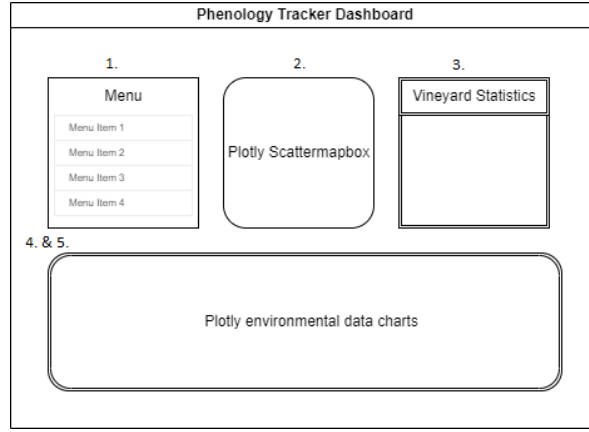 Phenology Tracker Dashboard
1.
2.
3.
Menu
Menu Item 1
Menu Item 2
Menu Item 3
Menu Item 4
Plotly Scattermapbox
Vineyard Statistics
4. & 5.
Plotly environmental data charts